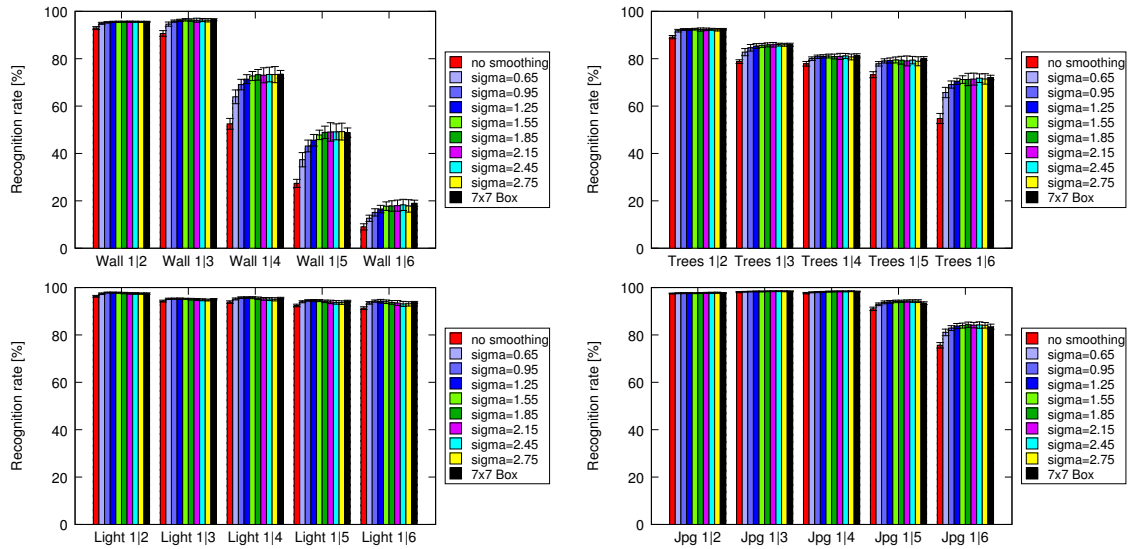 Recognition rate [%]
100
80
60
40
20
0
Wall 1|2 Wall 1|3 Wall 1|4 Wall 1|5 Wall 1|6
no smoothing
sigma=0.65
sigma=0.95
sigma=1.25
sigma=1.55
sigma=1.85
sigma=2.15
sigma=2.45
sigma=2.75
7x7 Box
Recognition rate [%]
100
80
60
40
20
0
Trees 1|2 Trees 1|3 Trees 1|4 Trees 1|5 Trees 1|6
no smoothing
sigma=0.65
sigma=0.95
sigma=1.25
sigma=1.55
sigma=1.85
sigma=2.15
sigma=2.45
sigma=2.75
7x7 Box
Recognition rate [%]
100
80
60
40
20
0
Light 1|2 Light 1|3 Light 1|4 Light 1|5 Light 1|6
no smoothing
sigma=0.65
sigma=0.95
sigma=1.25
sigma=1.55
sigma=1.85
sigma=2.15
sigma=2.45
sigma=2.75
7x7 Box
Recognition rate [%]
100
80
60
40
20
0
Jpg 1|2 Jpg 1|3 Jpg 1|4 Jpg 1|5 Jpg 1|6
no smoothing
sigma=0.65
sigma=0.95
sigma=1.25
sigma=1.55
sigma=1.85
sigma=2.15
sigma=2.45
sigma=2.75
7x7 Box